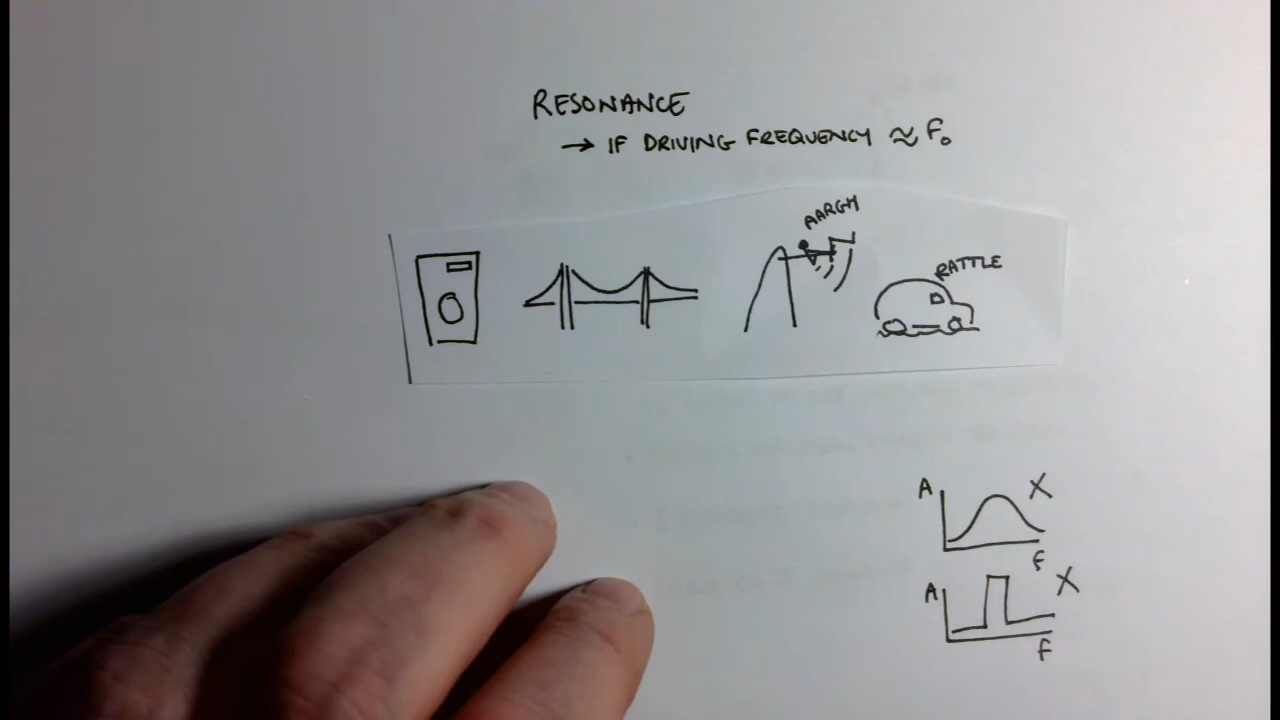 RESONANCE
→ IF DRIVING FREQUENCY ≈ F₀
AARGH
RATTLE
A X
F
A X
F